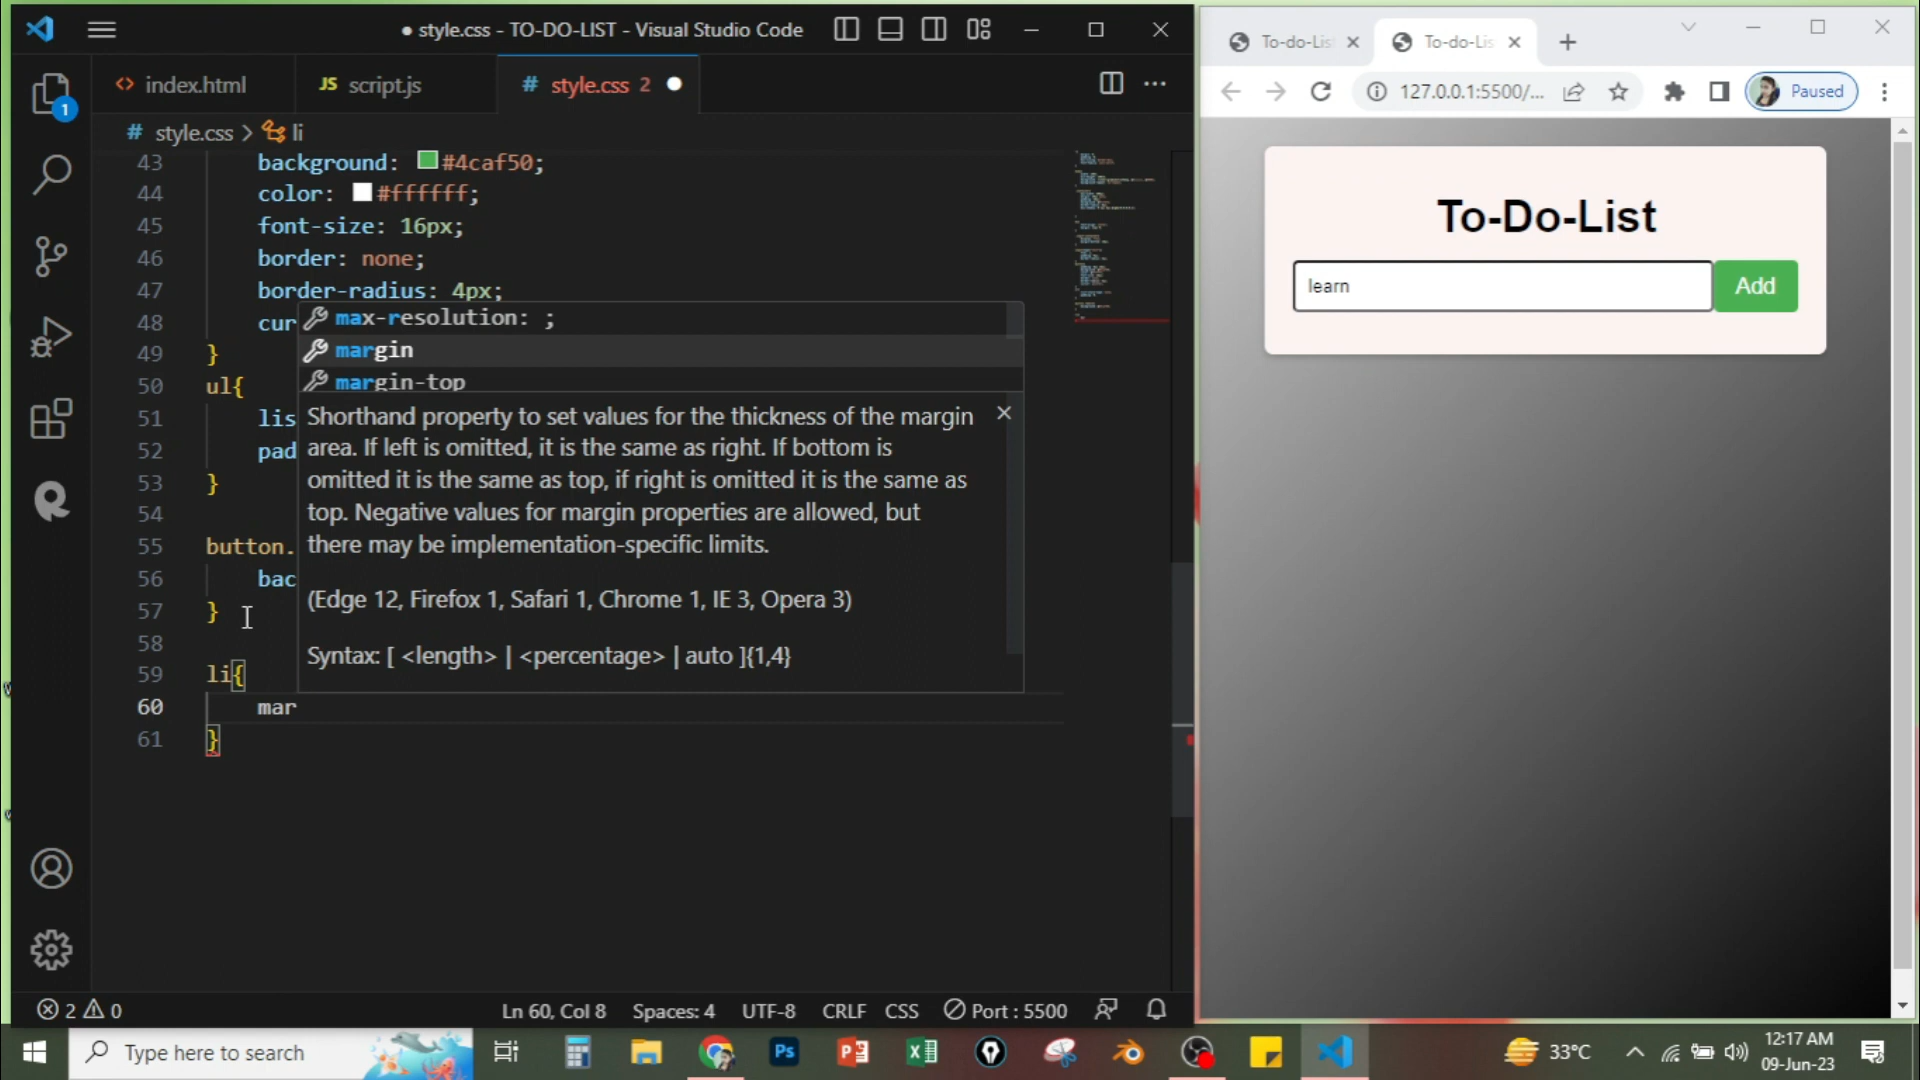 ● style.css - TO-DO-LIST - Visual Studio Code
<> index.html
JS script.js
# style.css 2
1
# style.css > li
43 background: #4caf50;
44 color: #ffffff;
45 font-size: 16px;
46 border: none;
47 border-radius: 4px;
48 cur
49 }
50 ul{
51 lis
52 pad
53 }
54
55 button.
56 bac
57 }
58
59 li{
60 mar
61 }
max-resolution: ;
margin
margin-top
Shorthand property to set values for the thickness of the margin
area. If left is omitted, it is the same as right. If bottom is
omitted it is the same as top, if right is omitted it is the same as
top. Negative values for margin properties are allowed, but
there may be implementation-specific limits.
(Edge 12, Firefox 1, Safari 1, Chrome 1, IE 3, Opera 3)
Syntax: [ <length> | <percentage> | auto ]{1,4}
2 0
Ln 60, Col 8 Spaces: 4 UTF-8 CRLF CSS Port : 5500
To-do-Lis
To-do-Lis
127.0.0.1:5500/...
Paused
To-Do-List
learn
Add
Type here to search
Ps
33°C
12:17 AM
09-Jun-23